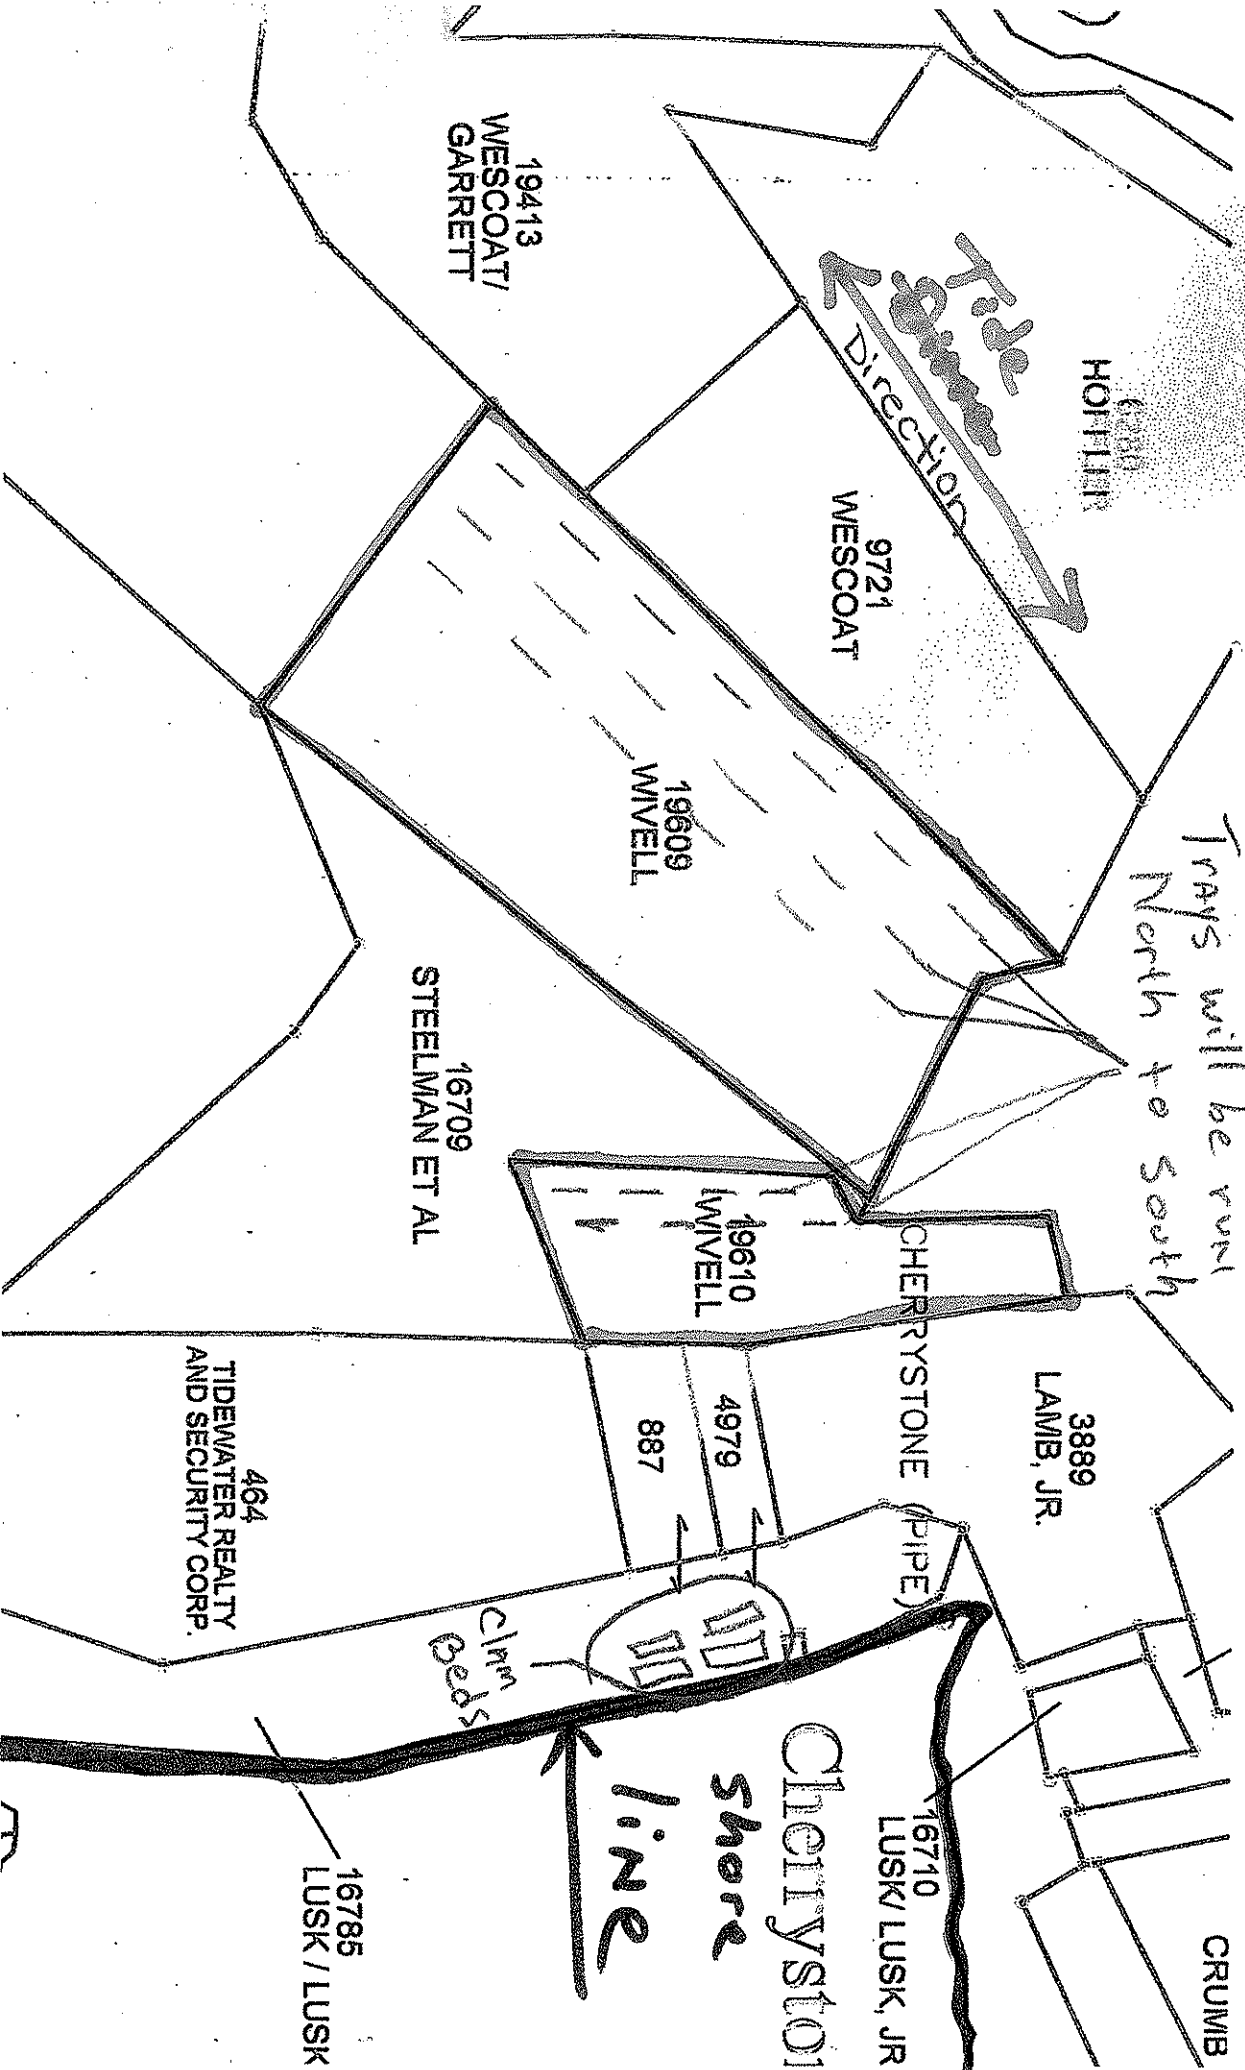 CRUMB
Trays will be run
North to South
HOFFLER
Tide
Direction
3889
LAMB, JR.
16710
LUSK/ LUSK, JR
9721
WESCOAT
CHERRYSTONE (PIPE)
Cherryston
shore
line
19609
WIVELL
19610
WIVELL
4979
887
19413
WESCOAT/
GARRETT
16709
STEELMAN ET AL
Clam
Beds
16785
LUSK / LUSK
464
TIDEWATER REALTY
AND SECURITY CORP.